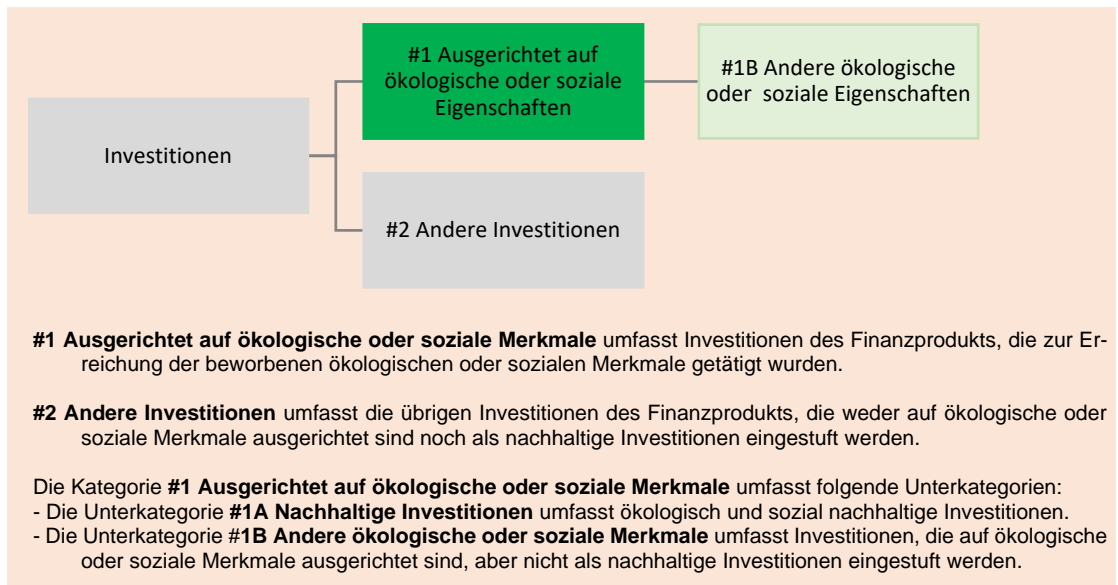 #1 Ausgerichtet auf
ökologische oder soziale
Eigenschaften
#1B Andere ökologische
oder soziale Eigenschaften
Investitionen
#2 Andere Investitionen
#1 Ausgerichtet auf ökologische oder soziale Merkmale umfasst Investitionen des Finanzprodukts, die zur Er-
reichung der beworbenen ökologischen oder sozialen Merkmale getätigt wurden.
#2 Andere Investitionen umfasst die übrigen Investitionen des Finanzprodukts, die weder auf ökologische oder
soziale Merkmale ausgerichtet sind noch als nachhaltige Investitionen eingestuft werden.
Die Kategorie #1 Ausgerichtet auf ökologische oder soziale Merkmale umfasst folgende Unterkategorien:
- Die Unterkategorie #1A Nachhaltige Investitionen umfasst ökologisch und sozial nachhaltige Investitionen.
- Die Unterkategorie #1B Andere ökologische oder soziale Merkmale umfasst Investitionen, die auf ökologische
oder soziale Merkmale ausgerichtet sind, aber nicht als nachhaltige Investitionen eingestuft werden.